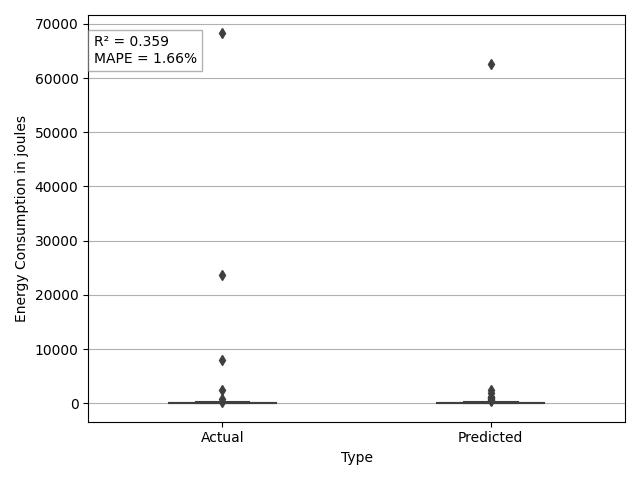 70000
60000
50000
40000
30000
20000
10000
0
R² = 0.359
MAPE = 1.66%
Energy Consumption in joules
Actual
Predicted
Type